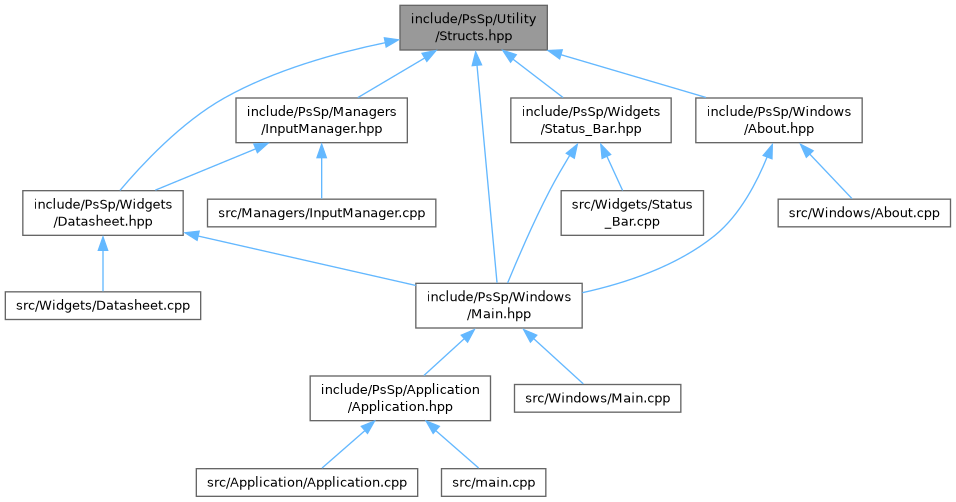 include/PsSp/Utility
/Structs.hpp
include/PsSp/Managers
/InputManager.hpp
include/PsSp/Widgets
/Status_Bar.hpp
include/PsSp/Windows
/About.hpp
include/PsSp/Widgets
/Datasheet.hpp
src/Managers/InputManager.cpp
src/Widgets/Status
_Bar.cpp
src/Windows/About.cpp
src/Widgets/Datasheet.cpp
include/PsSp/Windows
/Main.hpp
include/PsSp/Application
/Application.hpp
src/Windows/Main.cpp
src/Application/Application.cpp
src/main.cpp